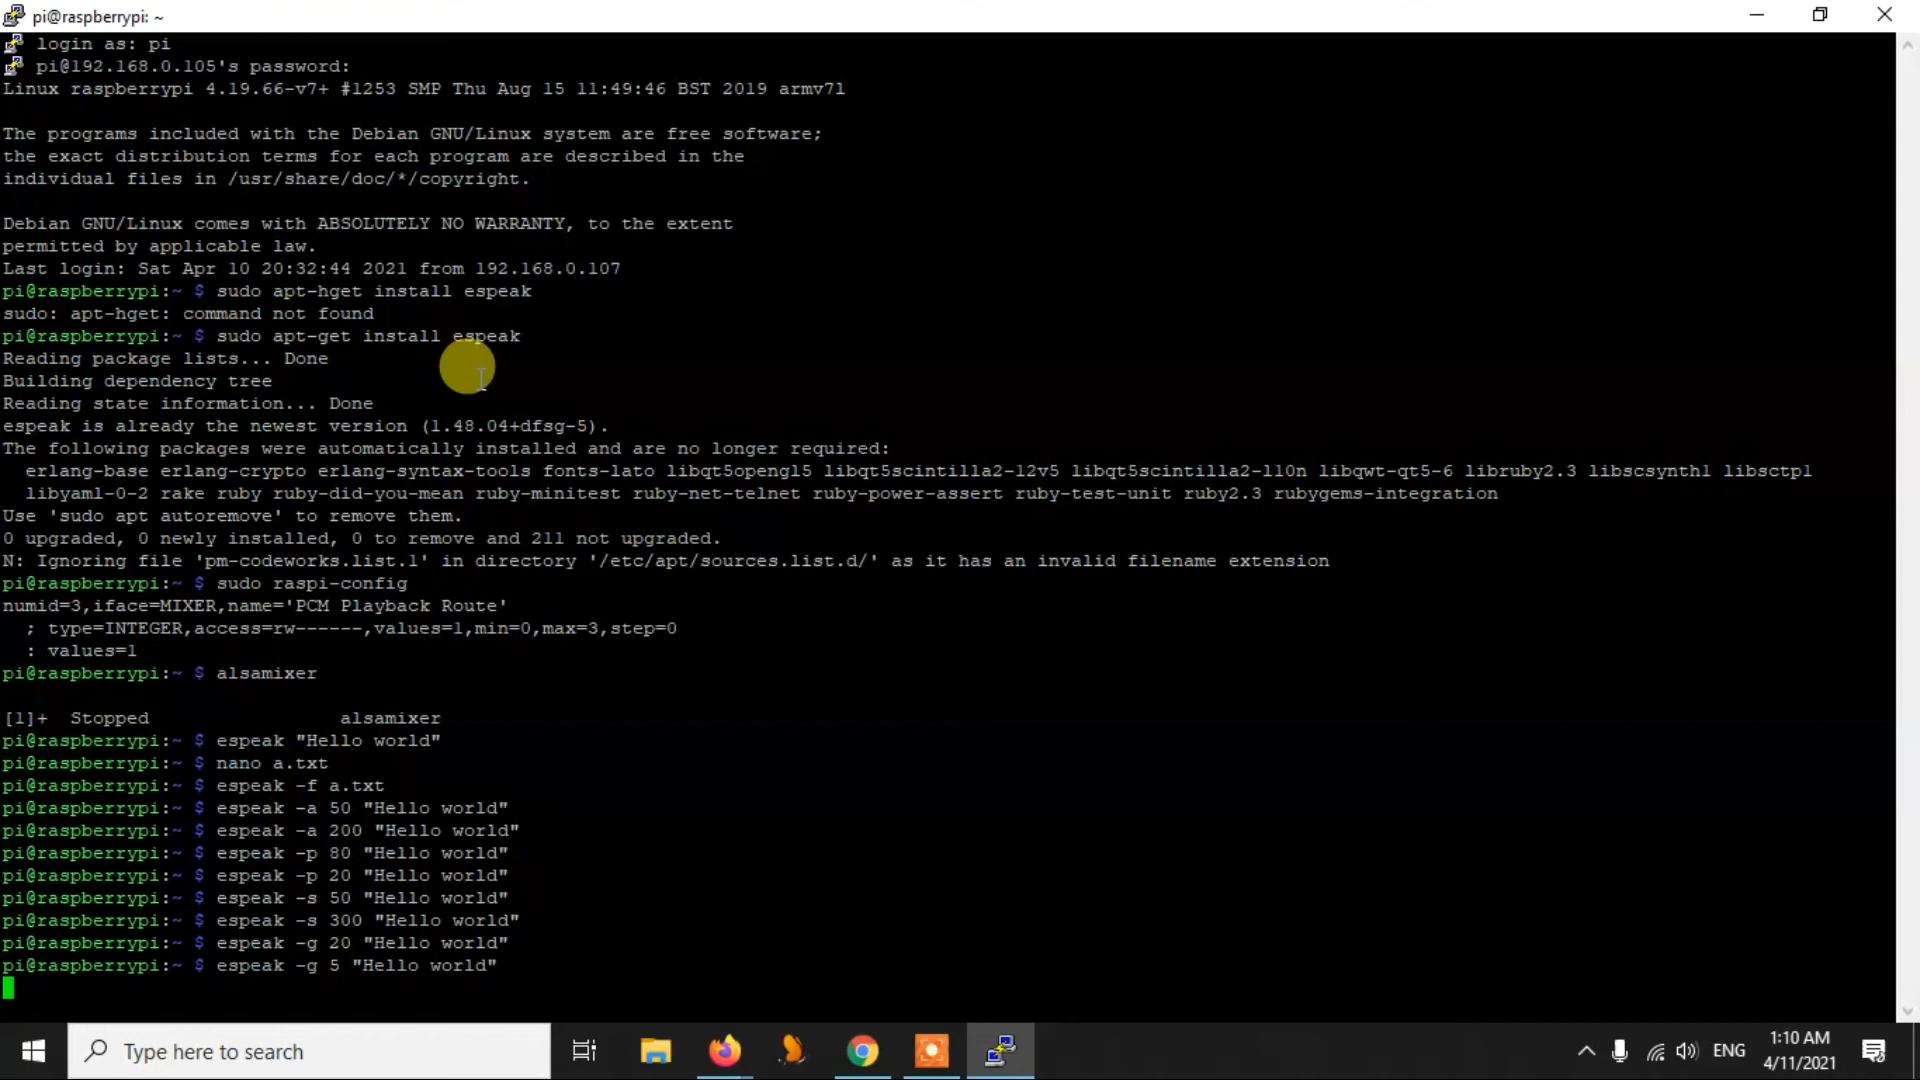 pi@raspberrypi: ~
login as: pi
pi@192.168.0.105's password:
Linux raspberrypi 4.19.66-v7+ #1253 SMP Thu Aug 15 11:49:46 BST 2019 armv7l
The programs included with the Debian GNU/Linux system are free software;
the exact distribution terms for each program are described in the
individual files in /usr/share/doc/*/copyright.
Debian GNU/Linux comes with ABSOLUTELY NO WARRANTY, to the extent
permitted by applicable law.
Last login: Sat Apr 10 20:32:44 2021 from 192.168.0.107
pi@raspberrypi:~ $ sudo apt-hget install espeak
sudo: apt-hget: command not found
pi@raspberrypi:~ $ sudo apt-get install espeak
Reading package lists... Done
Building dependency tree
Reading state information... Done
espeak is already the newest version (1.48.04+dfsg-5).
The following packages were automatically installed and are no longer required:
  erlang-base erlang-crypto erlang-syntax-tools fonts-lato libqt5opengl5 libqt5scintilla2-12v5 libqt5scintilla2-l10n libqwt-qt5-6 libruby2.3 libscsynth1 libsctp1
  libyaml-0-2 rake ruby ruby-did-you-mean ruby-minitest ruby-net-telnet ruby-power-assert ruby-test-unit ruby2.3 rubygems-integration
Use 'sudo apt autoremove' to remove them.
0 upgraded, 0 newly installed, 0 to remove and 211 not upgraded.
N: Ignoring file 'pm-codeworks.list.1' in directory '/etc/apt/sources.list.d/' as it has an invalid filename extension
pi@raspberrypi:~ $ sudo raspi-config
numid=3,iface=MIXER,name='PCM Playback Route'
  ; type=INTEGER,access=rw------,values=1,min=0,max=3,step=0
  : values=1
pi@raspberrypi:~ $ alsamixer
[1]+  Stopped                 alsamixer
pi@raspberrypi:~ $ espeak "Hello world"
pi@raspberrypi:~ $ nano a.txt
pi@raspberrypi:~ $ espeak -f a.txt
pi@raspberrypi:~ $ espeak -a 50 "Hello world"
pi@raspberrypi:~ $ espeak -a 200 "Hello world"
pi@raspberrypi:~ $ espeak -p 80 "Hello world"
pi@raspberrypi:~ $ espeak -p 20 "Hello world"
pi@raspberrypi:~ $ espeak -s 50 "Hello world"
pi@raspberrypi:~ $ espeak -s 300 "Hello world"
pi@raspberrypi:~ $ espeak -g 20 "Hello world"
pi@raspberrypi:~ $ espeak -g 5 "Hello world"
Type here to search
ENG
1:10 AM
4/11/2021